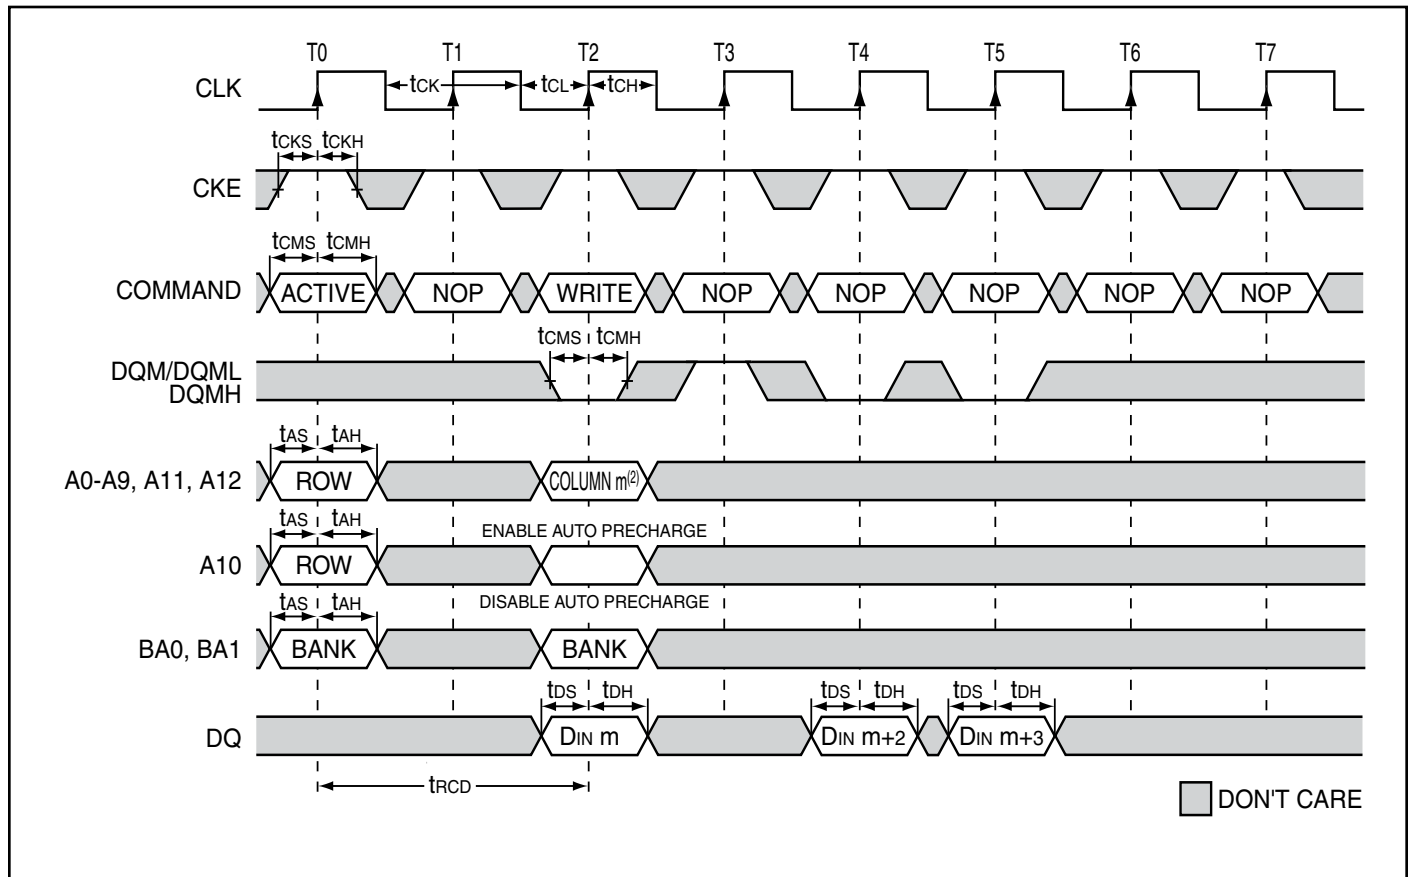 T0 T1 T2 T3 T4 T5 T6 T7
CLK tCK tCL tCH
tCKS tCKH
CKE
tCMS tCMH
COMMAND ACTIVE NOP WRITE NOP NOP NOP NOP NOP
tCMS tCMH
DQM/DQML
DQMH
tAS tAH
A0-A9, A11, A12 ROW COLUMN m(2)
tAS tAH ENABLE AUTO PRECHARGE
A10 ROW
tAS tAH DISABLE AUTO PRECHARGE
BA0, BA1 BANK BANK
tDS tDH tDS tDH tDS tDH
DQ DIN m DIN m+2 DIN m+3
tRCD
DON'T CARE